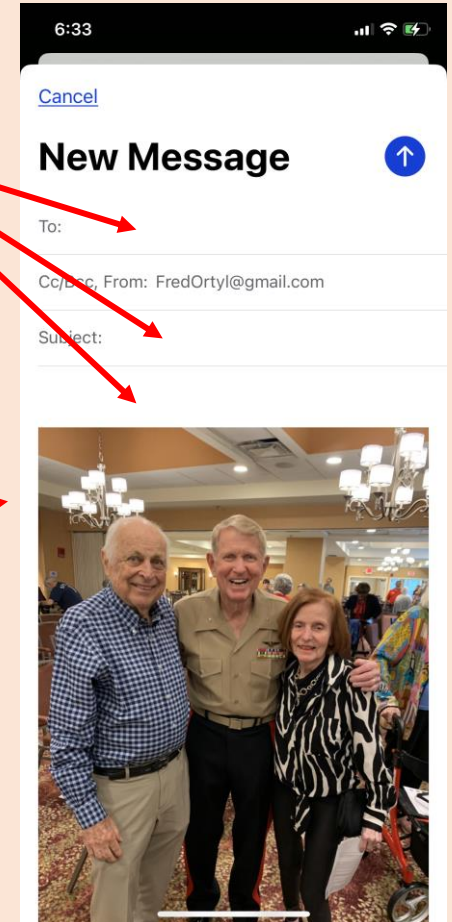 6:33
Cancel
New Message
To:
Cc/Bcc, From: FredOrtyl@gmail.com
Subject: